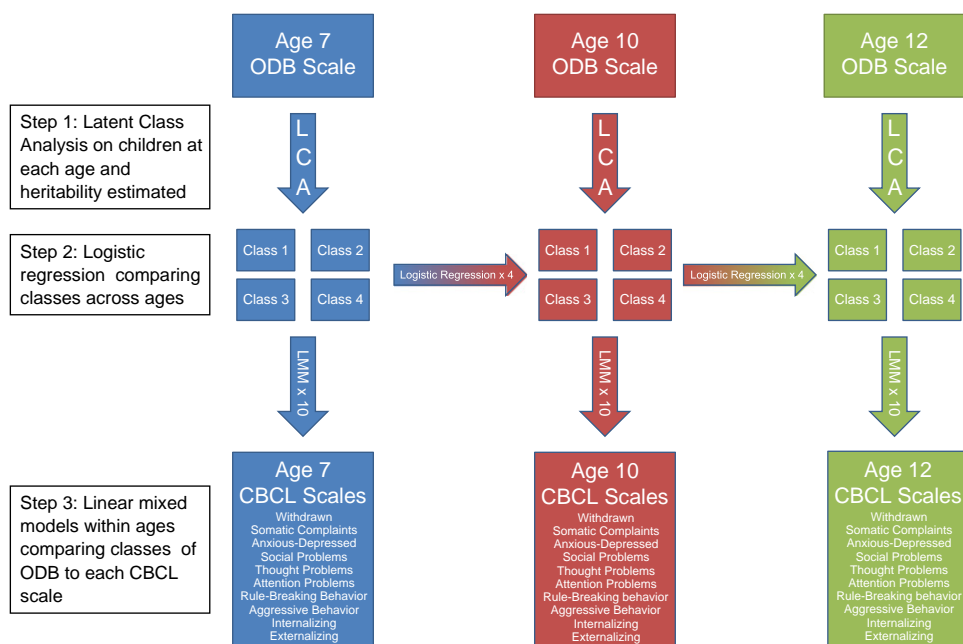 Age 7
ODB Scale
Age 10
ODB Scale
Age 12
ODB Scale
Step 1: Latent Class
Analysis on children at
each age and
heritability estimated
L
C
A
L
C
A
L
C
A
Step 2: Logistic
regression comparing
classes across ages
Class 1
Class 2
Class 3
Class 4
Logistic Regression x 4
Class 1
Class 2
Class 3
Class 4
Logistic Regression x 4
Class 1
Class 2
Class 3
Class 4
LMM x 10
LMM x 10
LMM x 10
Step 3: Linear mixed
models within ages
comparing classes of
ODB to each CBCL
scale
Age 7
CBCL Scales
Withdrawn
Somatic Complaints
Anxious-Depressed
Social Problems
Thought Problems
Attention Problems
Rule-Breaking Behavior
Aggressive Behavior
Internalizing
Externalizing
Age 10
CBCL Scales
Withdrawn
Somatic Complaints
Anxious-Depressed
Social Problems
Thought Problems
Attention Problems
Rule-Breaking behavior
Aggressive Behavior
Internalizing
Externalizing
Age 12
CBCL Scales
Withdrawn
Somatic Complaints
Anxious-Depressed
Social Problems
Thought Problems
Attention Problems
Rule-Breaking Behavior
Aggressive Behavior
Internalizing
Externalizing